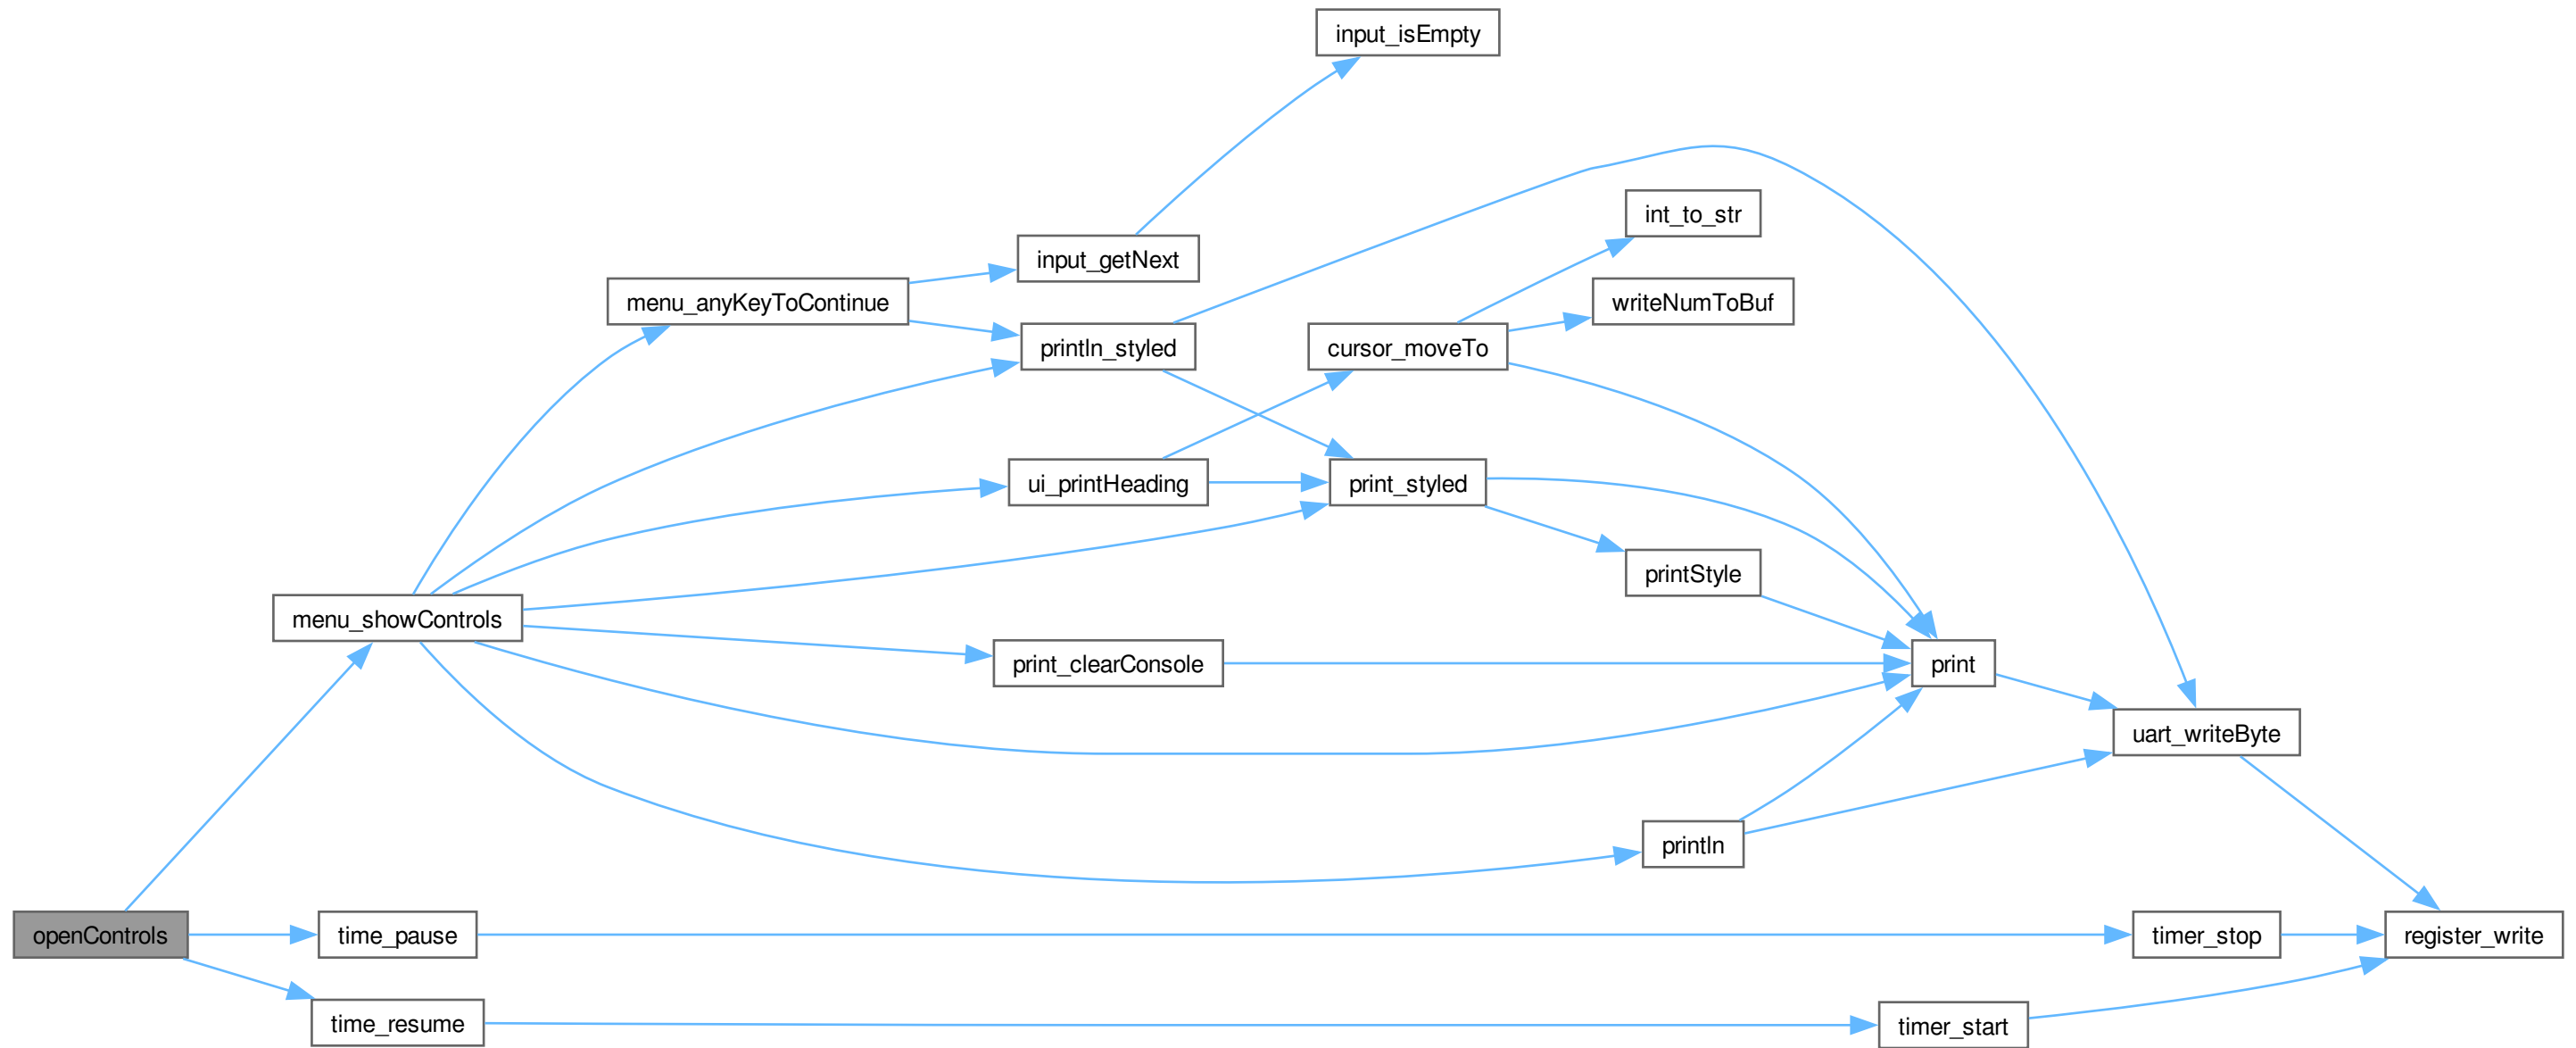 input_isEmpty
int_to_str
input_getNext
menu_anyKeyToContinue
writeNumToBuf
println_styled
cursor_moveTo
ui_printHeading
print_styled
printStyle
menu_showControls
print_clearConsole
print
uart_writeByte
println
openControls
time_pause
timer_stop
register_write
time_resume
timer_start